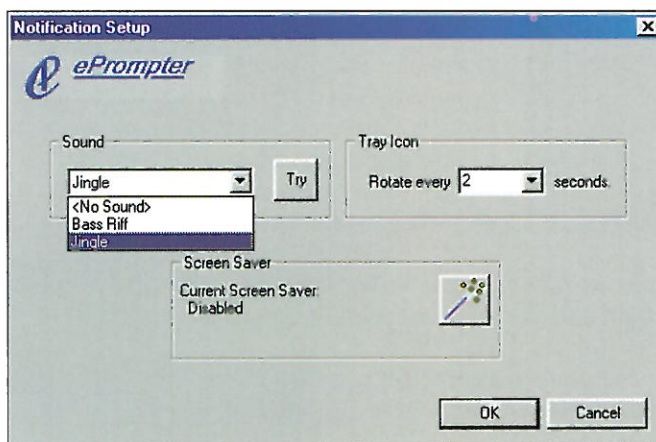 Notification Setup
ePrompter
Sound
Jingle
Try
<No Sound>
Bass Riff
Jingle
Tray Icon
Rotate every 2 seconds.
Screen Saver
Current Screen Saver:
Disabled
OK
Cancel